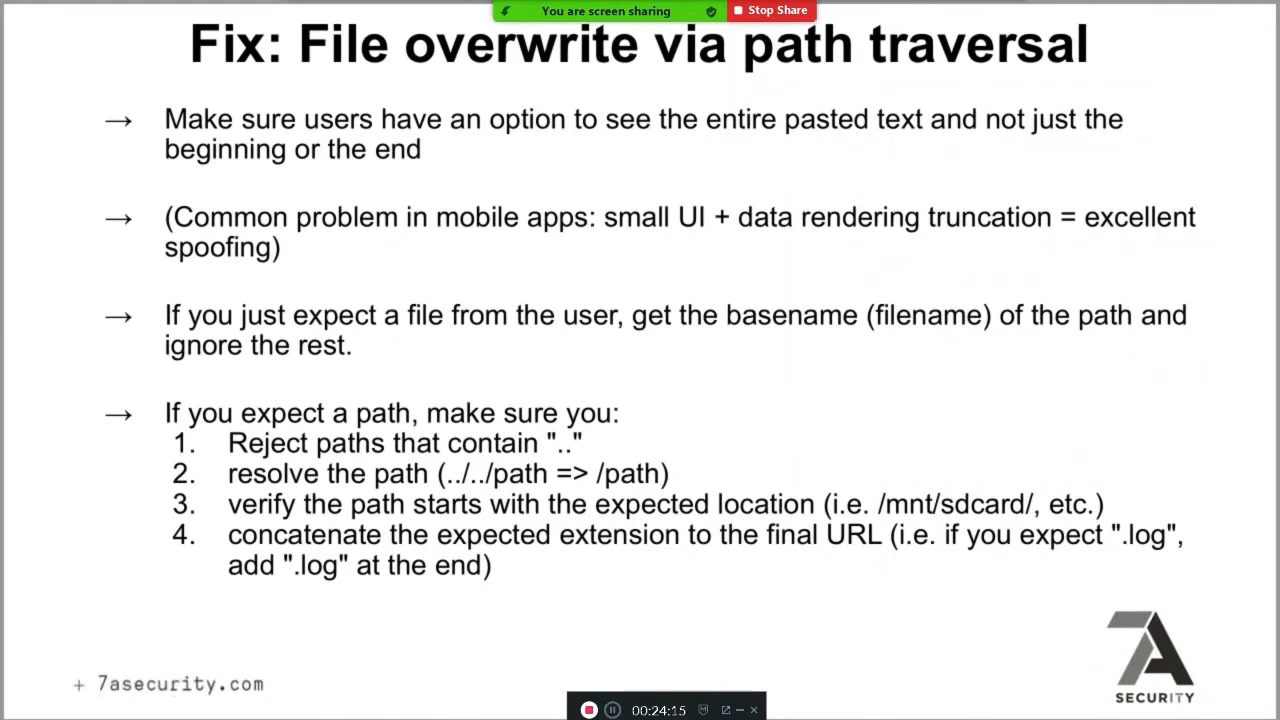 You are screen sharing
Stop Share
Fix: File overwrite via path traversal
→ Make sure users have an option to see the entire pasted text and not just the
beginning or the end
→ (Common problem in mobile apps: small UI + data rendering truncation = excellent
spoofing)
→ If you just expect a file from the user, get the basename (filename) of the path and
ignore the rest.
→ If you expect a path, make sure you:
1. Reject paths that contain ".."
2. resolve the path (../../path => /path)
3. verify the path starts with the expected location (i.e. /mnt/sdcard/, etc.)
4. concatenate the expected extension to the final URL (i.e. if you expect ".log",
add ".log" at the end)
7A
SECURITY
+ 7asecurity.com
00:24:15